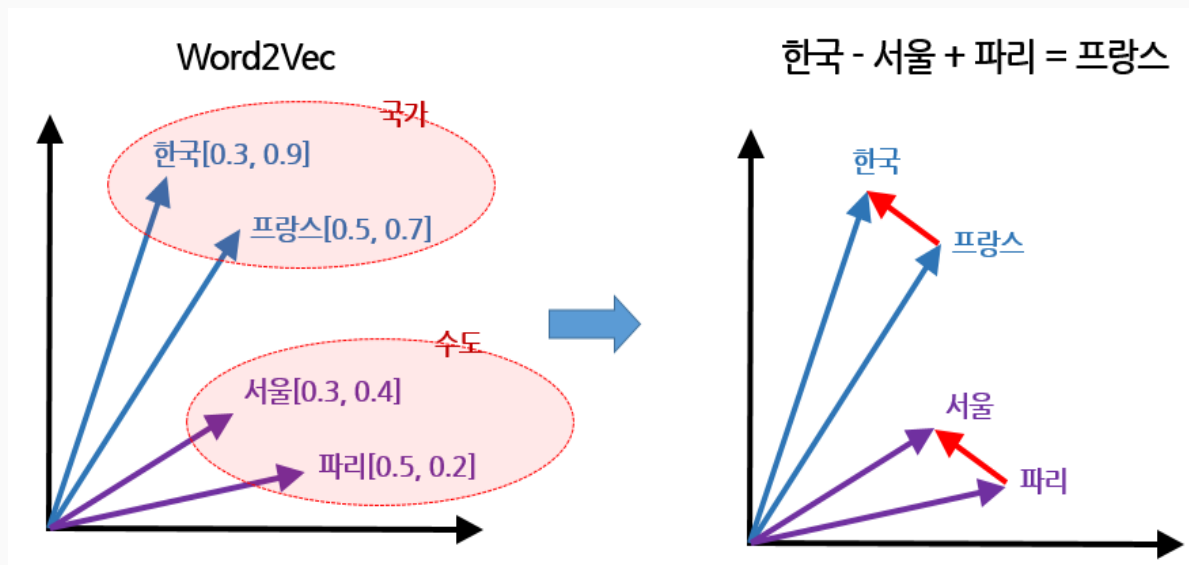 Word2Vec
국가
한국[0.3, 0.9]
프랑스[0.5, 0.7]
수도
서울[0.3, 0.4]
파리[0.5, 0.2]
한국 - 서울 + 파리 = 프랑스
한국
프랑스
서울
파리